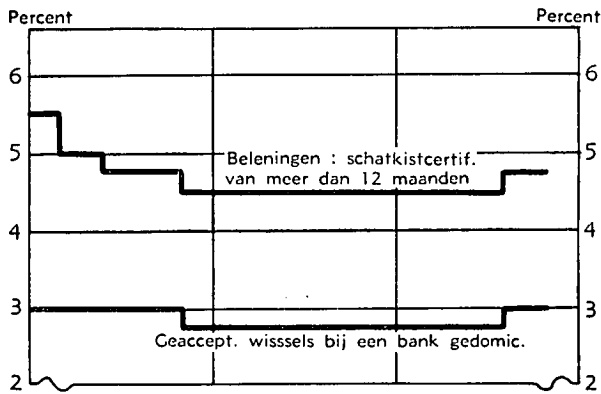 Percent Percent
6 6
5 5
Beleningen : schatkistcertif.
van meer dan 12 maanden
4 4
3 3
Geaccept. wisssels bij een bank gedomic.
2 2